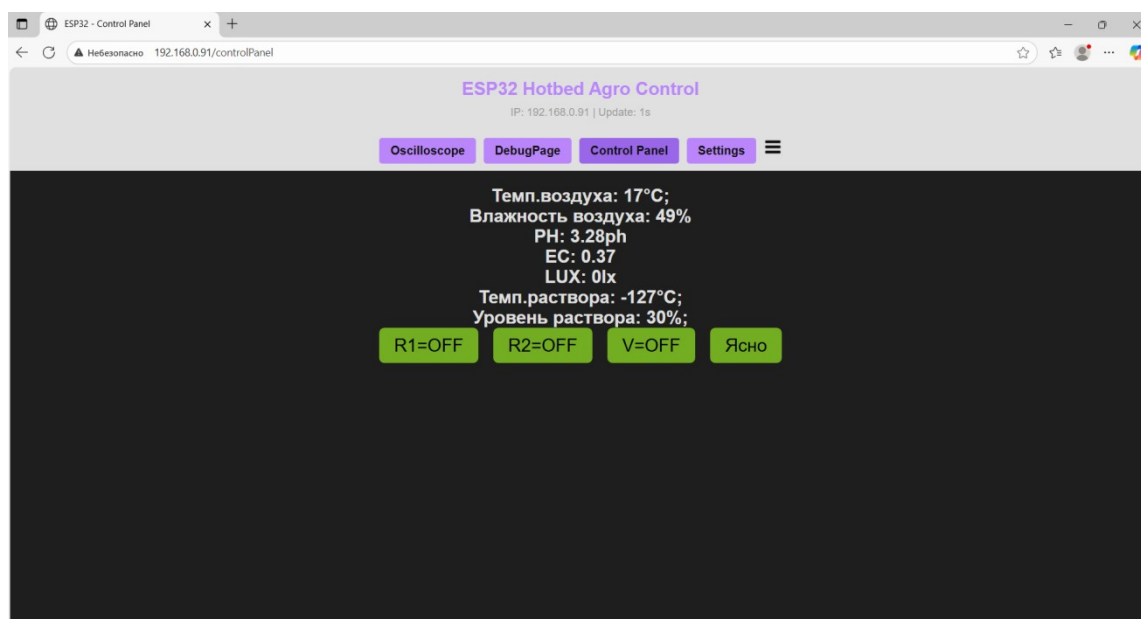 ESP32 - Control Panel
Небезопасно 192.168.0.91/controlPanel
ESP32 Hotbed Agro Control
IP: 192.168.0.91 | Update: 1s
Oscilloscope DebugPage Control Panel Settings
Темп.воздуха: 17°C;
Влажность воздуха: 49%
PH: 3.28ph
EC: 0.37
LUX: 0lx
Темп.раствора: -127°C;
Уровень раствора: 30%;
R1=OFF R2=OFF V=OFF Ясно